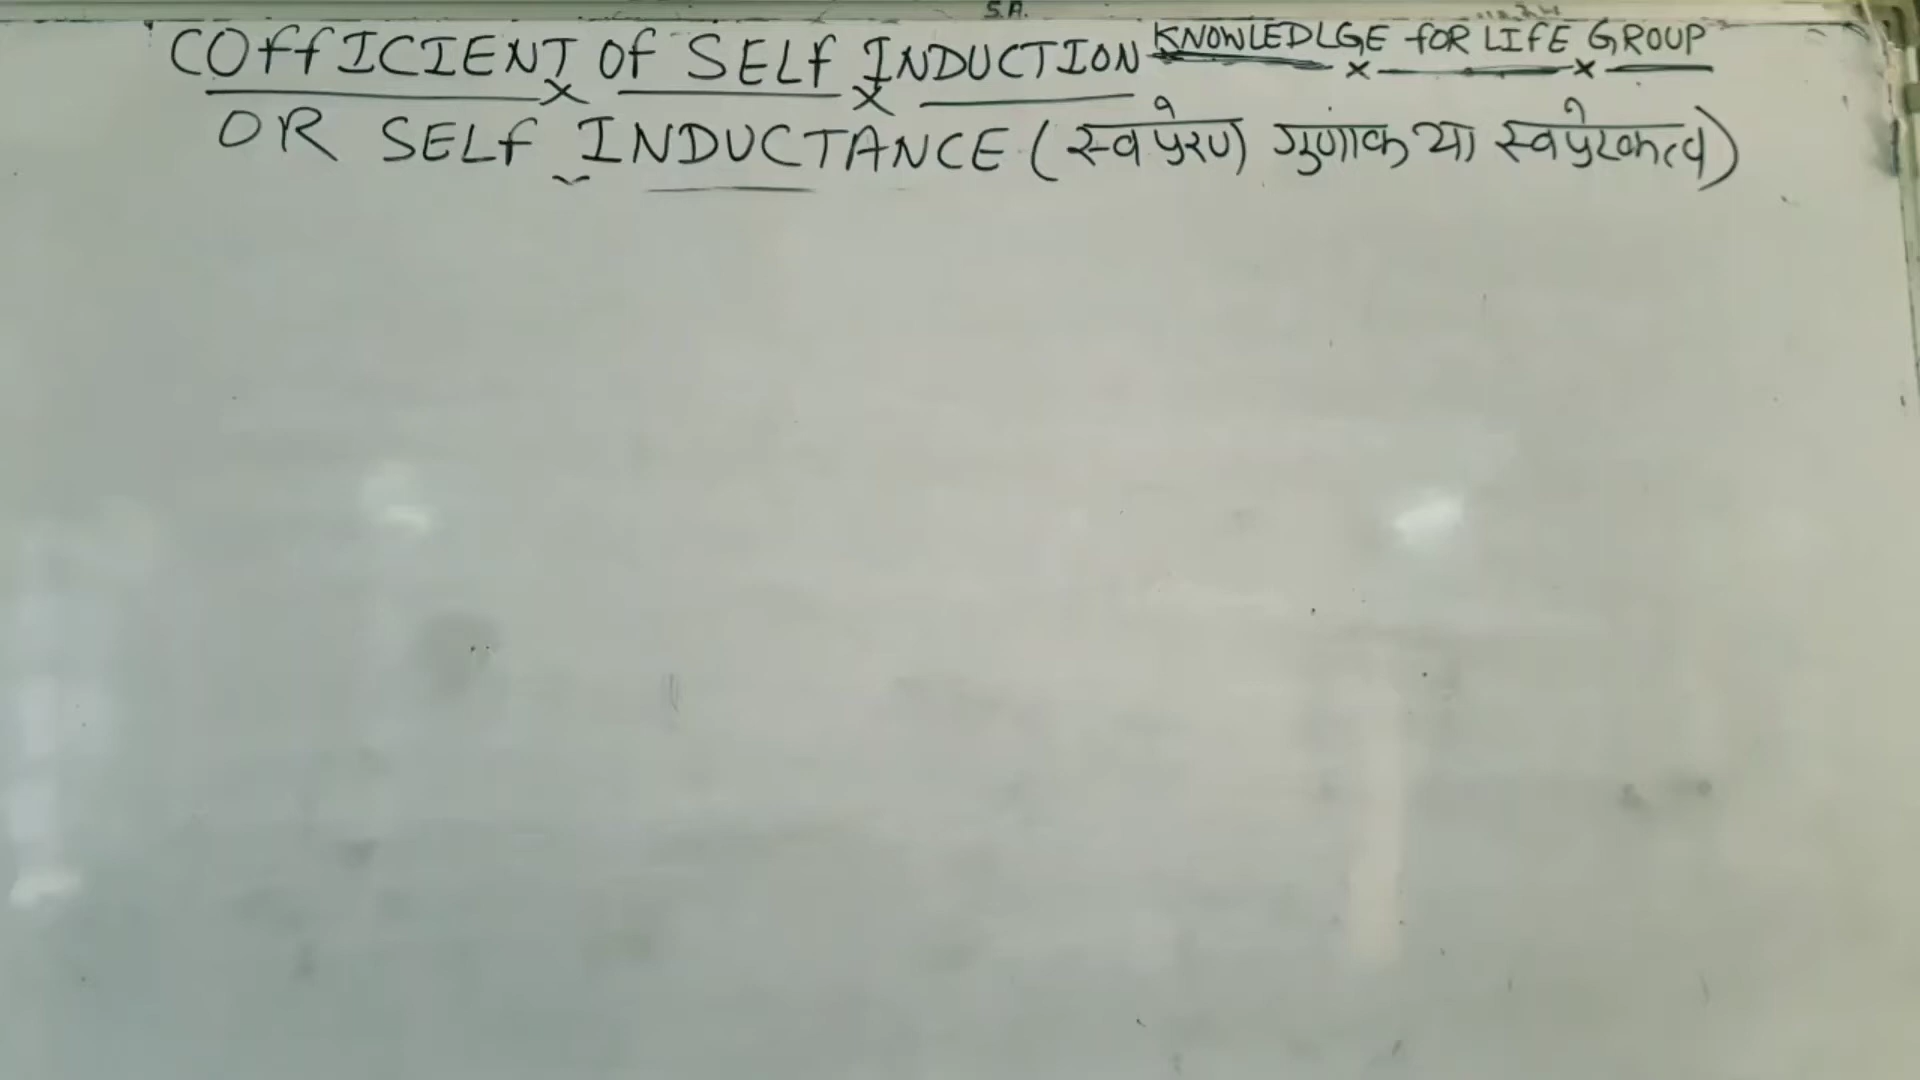 S.A.
COffICIENT Of SELf INDUCTION KNOWLEDLGE fOR LIFE GROUP
OR SELf INDUCTANCE (स्वप्रेरण गुणाक या स्वप्रेरकत्व)